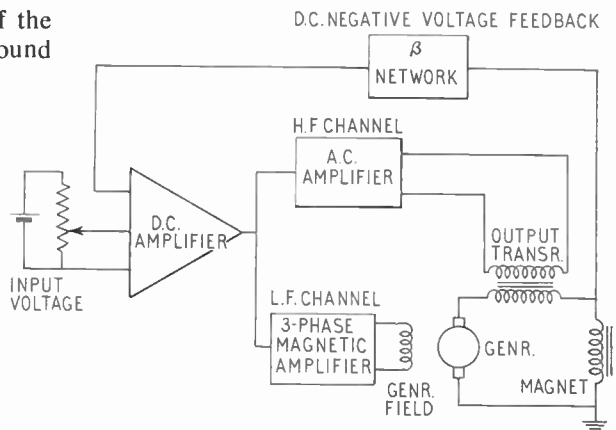 f the
ound
D.C. NEGATIVE VOLTAGE FEEDBACK
β
NETWORK
H.F CHANNEL
A.C.
AMPLIFIER
D.C.
AMPLIFIER
INPUT
VOLTAGE
OUTPUT
TRANSR.
L.F. CHANNEL
3-PHASE
MAGNETIC
AMPLIFIER
GENR.
FIELD
GENR.
MAGNET